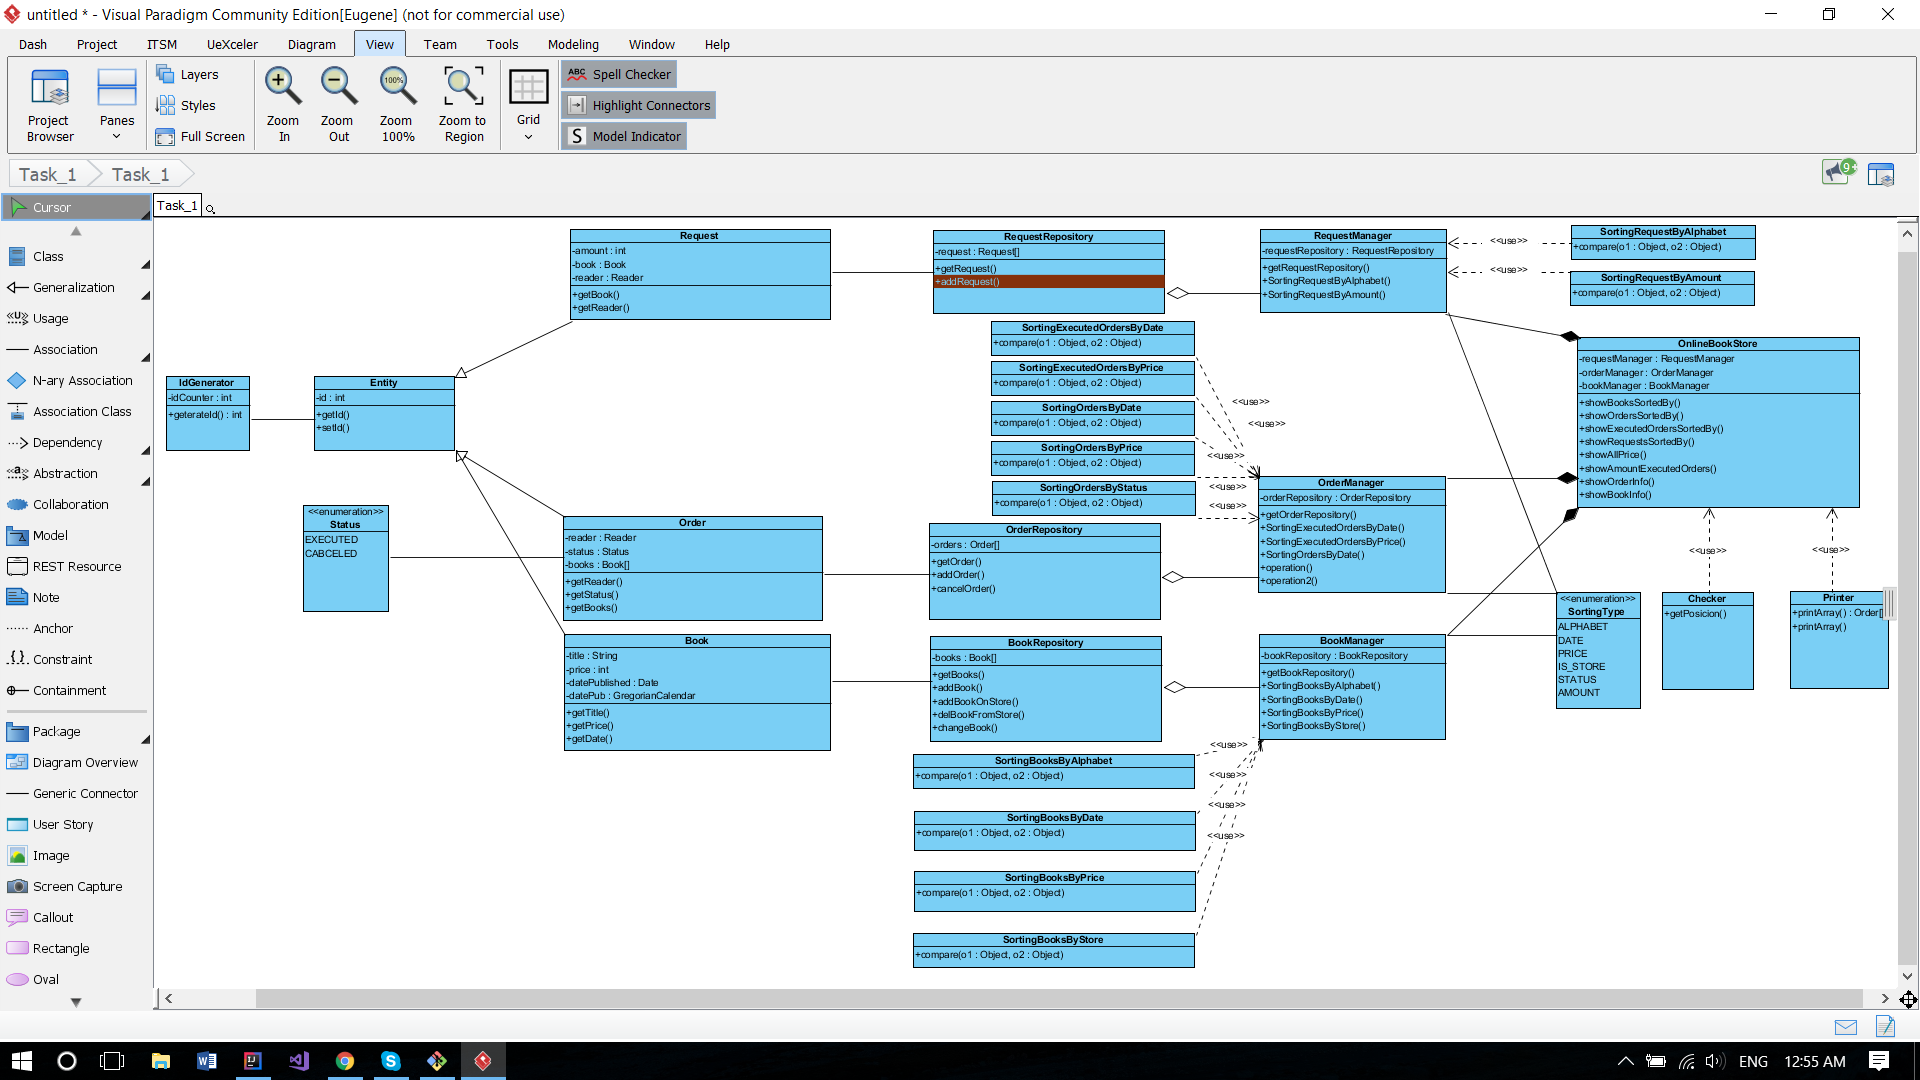 untitled * - Visual Paradigm Community Edition[Eugene] (not for commercial use)
Dash Project ITSM UeXceler Diagram View Team Tools Modeling Window Help
Project Browser
Panes
Layers
Styles
Full Screen
Zoom In
Zoom Out
100%
Zoom 100%
Zoom to Region
Grid
ABC Spell Checker
Highlight Connectors
S Model Indicator
Task_1 Task_1
9+
Cursor
Class
Generalization
Usage
Association
N-ary Association
Association Class
Dependency
Abstraction
Collaboration
Model
REST Resource
Note
Anchor
Constraint
Containment
Package
Diagram Overview
Generic Connector
User Story
Image
Screen Capture
Callout
Rectangle
Oval
Task_1
Request
-amount : int
-book : Book
-reader : Reader
+getBook()
+getReader()
RequestRepository
-request : Request[]
+getRequest()
+addRequest()
RequestManager
-requestRepository : RequestRepository
+getRequestRepository()
+SortingRequestByAlphabet()
+SortingRequestByAmount()
<<use>>
<<use>>
SortingRequestByAlphabet
+compare(o1 : Object, o2 : Object)
SortingRequestByAmount
+compare(o1 : Object, o2 : Object)
IdGenerator
-idCounter : int
+geterateId() : int
Entity
-id : int
+getId()
+setId()
SortingExecutedOrdersByDate
+compare(o1 : Object, o2 : Object)
SortingExecutedOrdersByPrice
+compare(o1 : Object, o2 : Object)
SortingOrdersByDate
+compare(o1 : Object, o2 : Object)
SortingOrdersByPrice
+compare(o1 : Object, o2 : Object)
SortingOrdersByStatus
+compare(o1 : Object, o2 : Object)
<<use>>
<<use>>
<<use>>
<<use>>
<<use>>
OnlineBookStore
-requestManager : RequestManager
-orderManager : OrderManager
-bookManager : BookManager
+showBooksSortedBy()
+showOrdersSortedBy()
+showExecutedOrdersSortedBy()
+showRequestsSortedBy()
+showAllPrice()
+showAmountExecutedOrders()
+showOrderInfo()
+showBookInfo()
<<enumeration>>
Status
EXECUTED
CABCELED
Order
-reader : Reader
-status : Status
-books : Book[]
+getReader()
+getStatus()
+getBooks()
OrderRepository
-orders : Order[]
+getOrder()
+addOrder()
+cancelOrder()
OrderManager
-orderRepository : OrderRepository
+getOrderRepository()
+SortingExecutedOrdersByDate()
+SortingExecutedOrdersByPrice()
+SortingOrdersByDate()
+operation()
+operation2()
<<use>>
<<use>>
<<enumeration>>
SortingType
ALPHABET
DATE
PRICE
IS_STORE
STATUS
AMOUNT
Checker
+getPosicion()
Printer
+printArray() : Order[
+printArray()
Book
-title : String
-price : int
-datePublished : Date
-datePub : GregorianCalendar
+getTitle()
+getPrice()
+getDate()
BookRepository
-books : Book[]
+getBooks()
+addBook()
+addBookOnStore()
+delBookFromStore()
+changeBook()
BookManager
-bookRepository : BookRepository
+getBookRepository()
+SortingBooksByAlphabet()
+SortingBooksByDate()
+SortingBooksByPrice()
+SortingBooksByStore()
SortingBooksByAlphabet
+compare(o1 : Object, o2 : Object)
SortingBooksByDate
+compare(o1 : Object, o2 : Object)
SortingBooksByPrice
+compare(o1 : Object, o2 : Object)
SortingBooksByStore
+compare(o1 : Object, o2 : Object)
<<use>>
<<use>>
<<use>>
<<use>>
ENG 12:55 AM